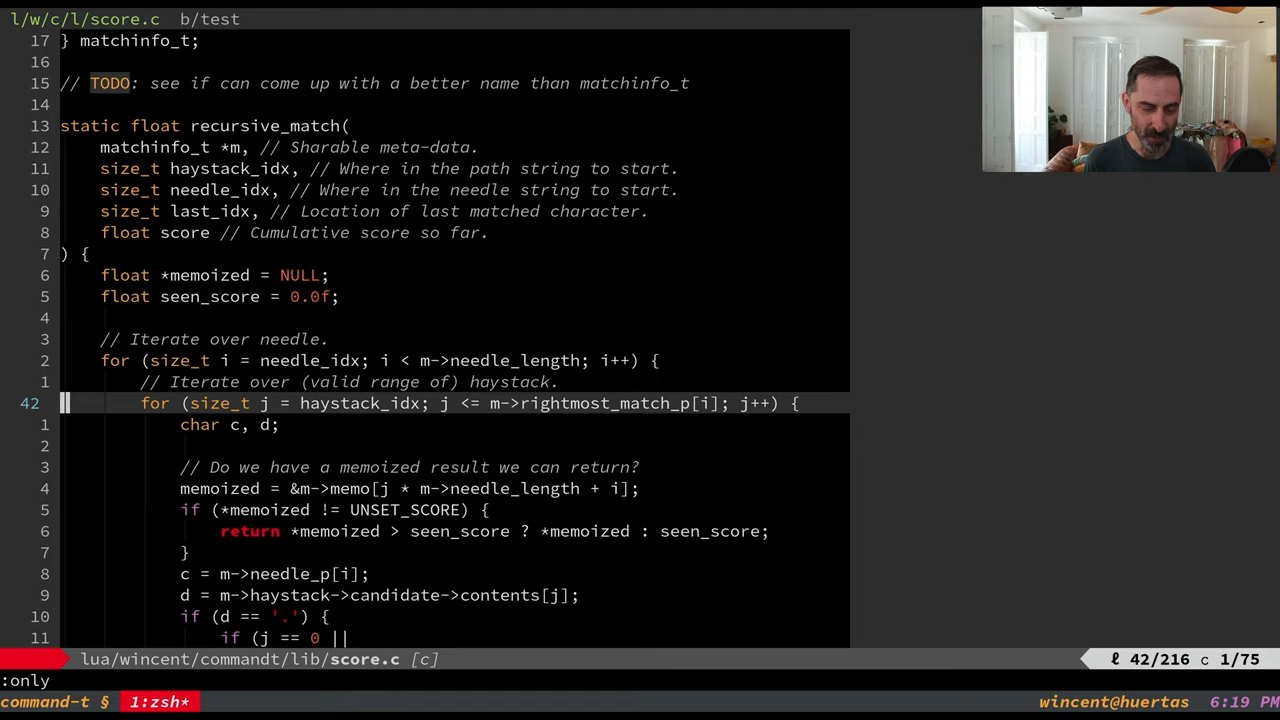 l/w/c/l/score.c b/test
17 } matchinfo_t;
16
15 // TODO: see if can come up with a better name than matchinfo_t
14
13 static float recursive_match(
12 matchinfo_t *m, // Sharable meta-data.
11 size_t haystack_idx, // Where in the path string to start.
10 size_t needle_idx, // Where in the needle string to start.
9 size_t last_idx, // Location of last matched character.
8 float score // Cumulative score so far.
7 ) {
6 float *memoized = NULL;
5 float seen_score = 0.0f;
4
3 // Iterate over needle.
2 for (size_t i = needle_idx; i < m->needle_length; i++) {
1 // Iterate over (valid range of) haystack.
42 for (size_t j = haystack_idx; j <= m->rightmost_match_p[i]; j++) {
1 char c, d;
2
3 // Do we have a memoized result we can return?
4 memoized = &m->memo[j * m->needle_length + i];
5 if (*memoized != UNSET_SCORE) {
6 return *memoized > seen_score ? *memoized : seen_score;
7 }
8 c = m->needle_p[i];
9 d = m->haystack->candidate->contents[j];
10 if (d == '.') {
11 if (j == 0 ||
lua/wincent/commandt/lib/score.c [c] ℓ 42/216 c 1/75
:only
command-t § 1:zsh* wincent@huertas 6:19 PM